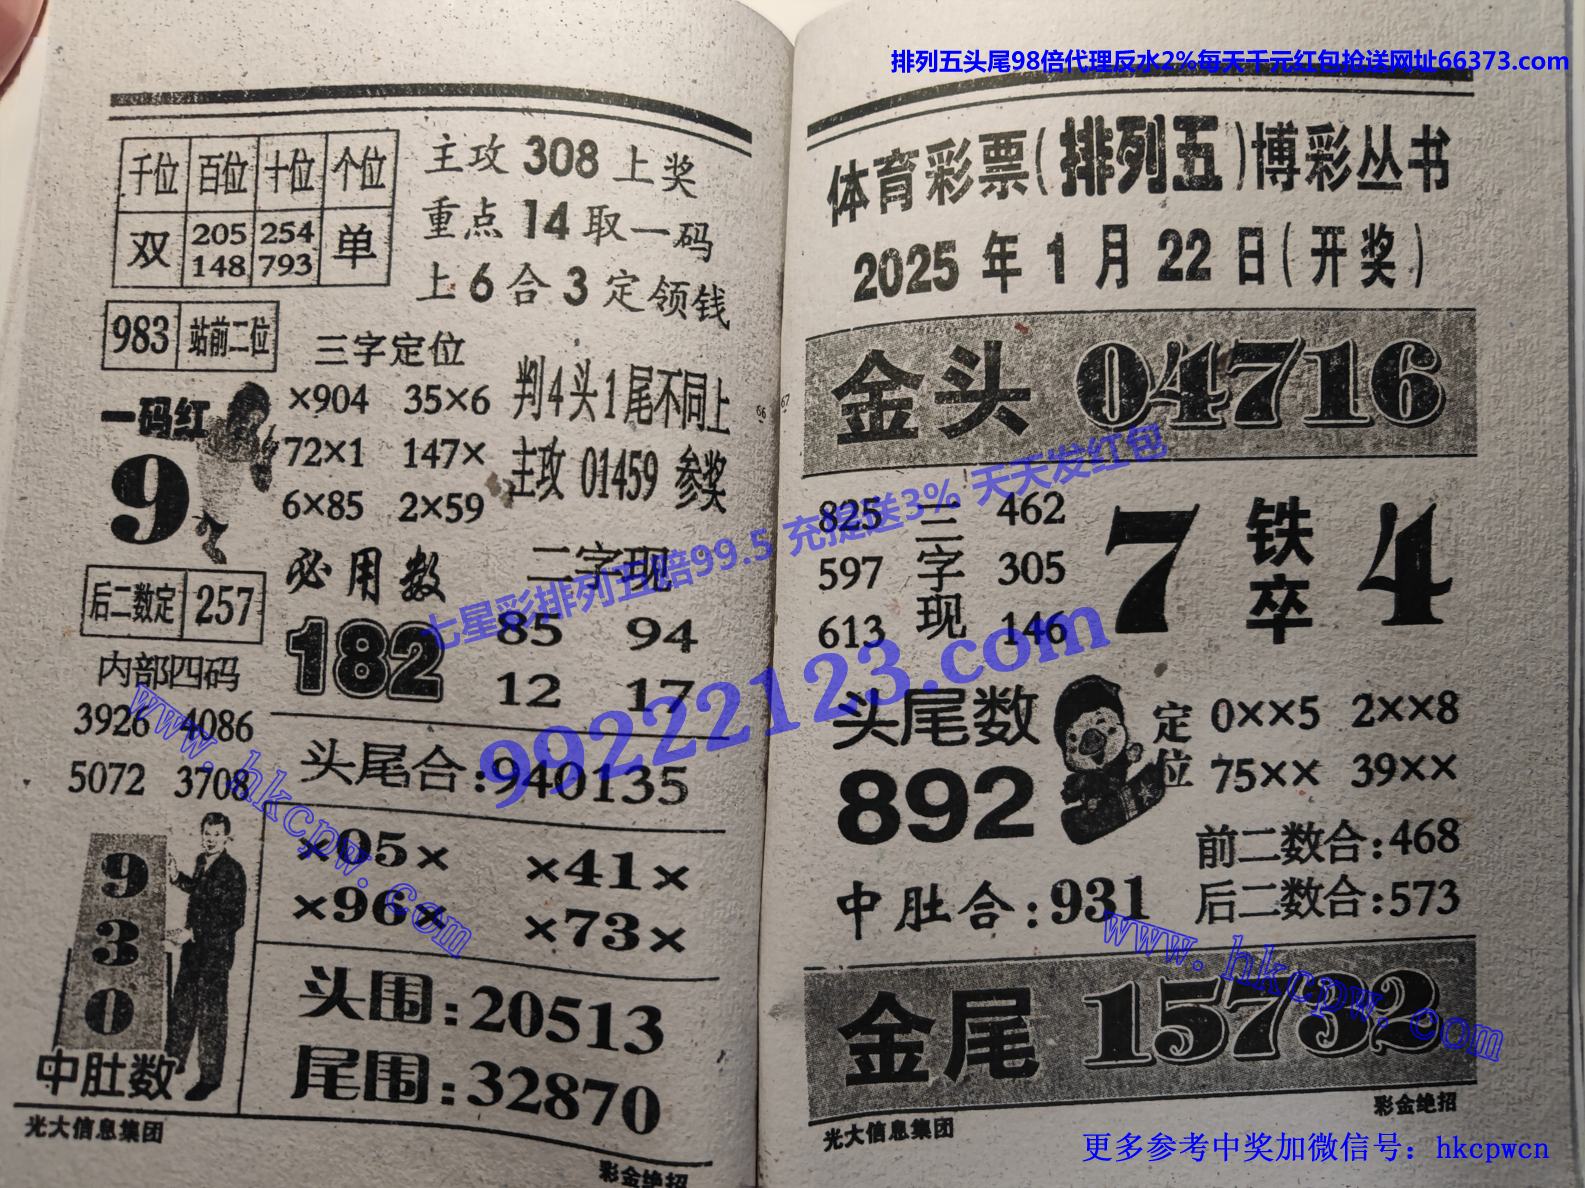 排列五头尾98倍代理反水2%每天千元红包抢送网址66373.com
千位 百位 十位 个位
双 205 254 单
148 793
主攻 308 上奖
重点 14 取一码
上 6 合 3 定领钱
983 站前二位
一码红
9
三字定位
×904 35×6
72×1 147×
6×85 2×59
判4头1尾不同上
主攻 01459 参奖
后二数定 257
必用数
182
二字现
85 94
12 17
内部四码
3926 4086
5072 3708
头尾合:940135
×05× ×41×
×96× ×73×
930
中肚数
头围:20513
尾围:32870
光大信息集团
彩金绝招
66
67
体育彩票(排列五)博彩丛书
2025 年 1 月 22 日(开奖)
金头 04716
825 三 462
597 字 305
613 现 146
7 铁卒 4
头尾数
892
定位
0××5 2××8
75×× 39××
中肚合:931
前二数合:468
后二数合:573
金尾 15732
光大信息集团
彩金绝招
七星彩排列五赔99.5 充提送3% 天天发红包
99222123.com
www.hkcpw.com
www.hkcpw.com
更多参考中奖加微信号：hkcpwcn